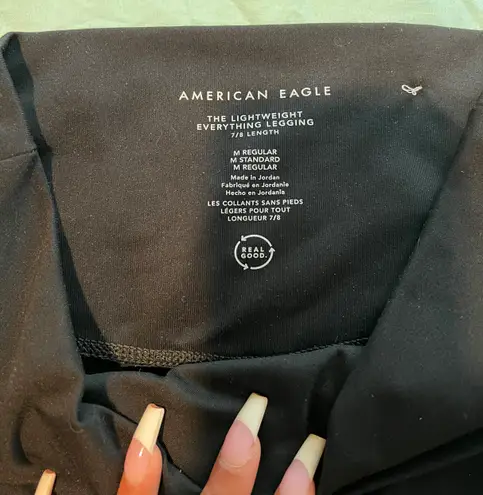 AMERICAN EAGLE
THE LIGHTWEIGHT
EVERYTHING LEGGING
7/8 LENGTH
M REGULAR
M STANDARD
M REGULAR
Made in Jordan
Fabriqué en Jordanie
Hecho en Jordania
LES COLLANTS SANS PIEDS
LÉGERS POUR TOUT
LONGUEUR 7/8
REAL
GOOD.